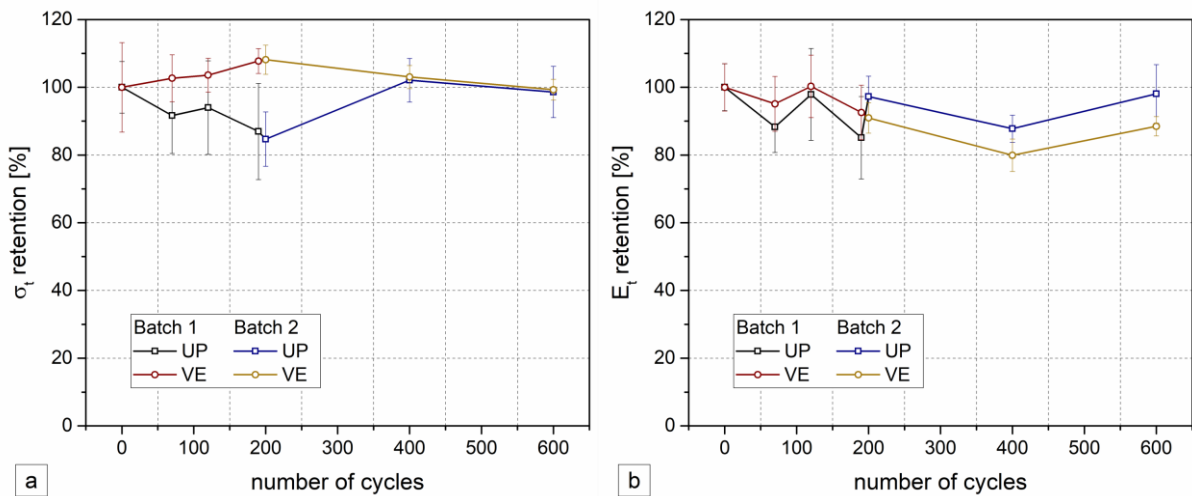 120
100
80
60
40
20
0
σt retention [%]
Batch 1 Batch 2
UP UP
VE VE
0 100 200 300 400 500 600
number of cycles
a
120
100
80
60
40
20
0
Et retention [%]
Batch 1 Batch 2
UP UP
VE VE
0 100 200 300 400 500 600
number of cycles
b